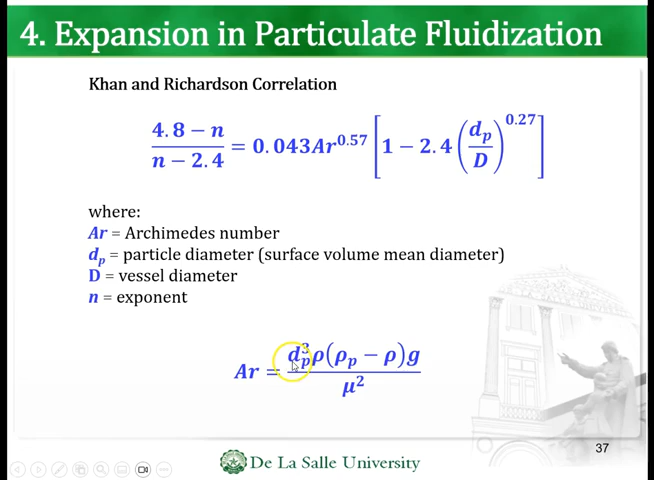 4. Expansion in Particulate Fluidization
Khan and Richardson Correlation
(4.8 − n)/(n − 2.4) = 0.043Ar^0.57 [1 − 2.4 (d_p/D)^0.27]
where:
Ar = Archimedes number
d_p = particle diameter (surface volume mean diameter)
D = vessel diameter
n = exponent
Ar = d_p^3 ρ(ρ_p − ρ)g/μ^2
37
De La Salle University